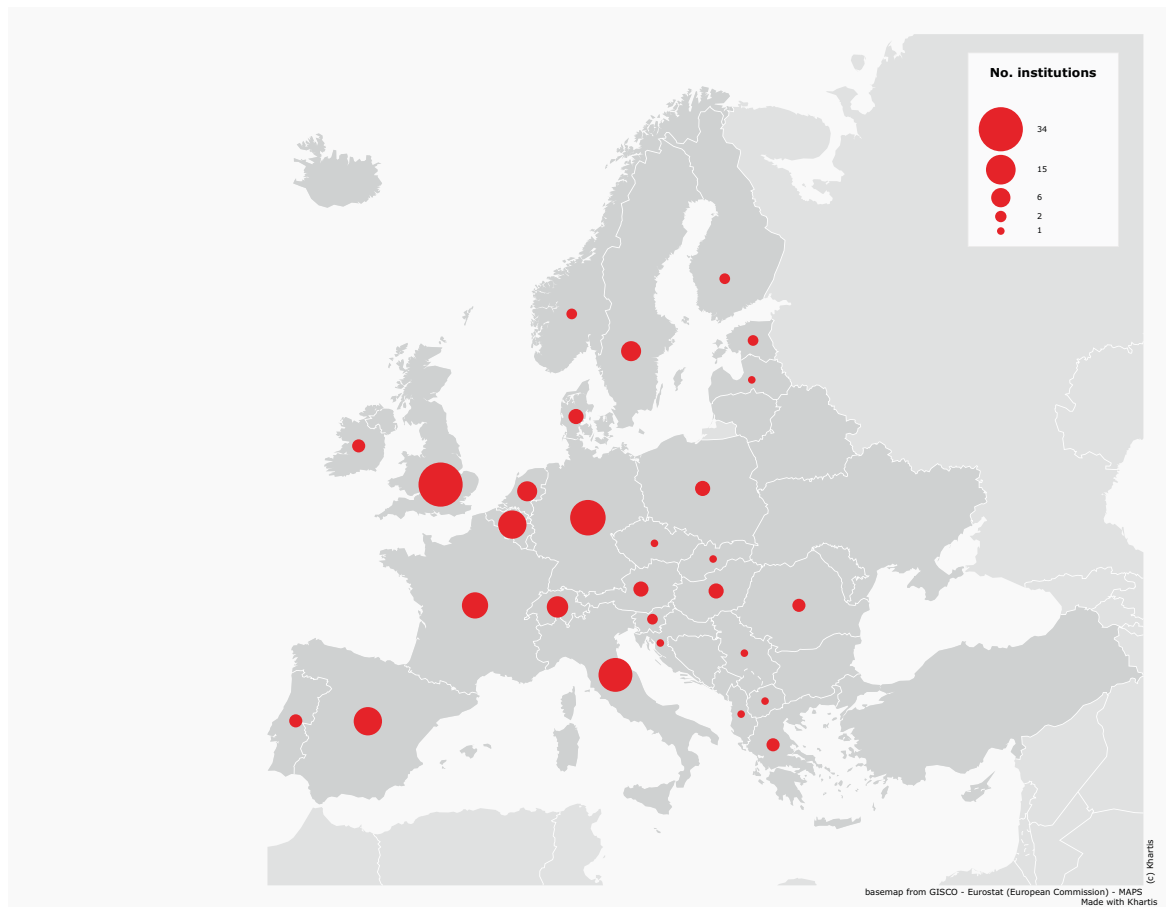 No. institutions
34
15
6
2
1
(c) Khartis
basemap from GISCO - Eurostat (European Commission) - MAPS
Made with Khartis